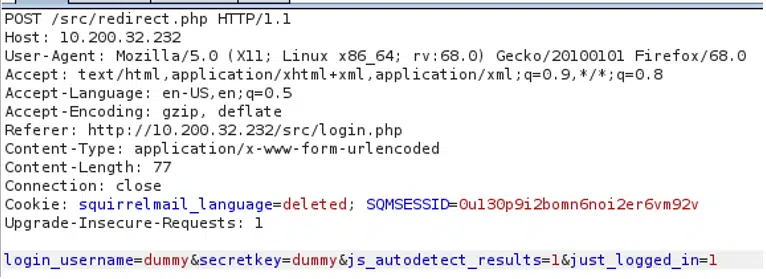 POST /src/redirect.php HTTP/1.1
Host: 10.200.32.232
User-Agent: Mozilla/5.0 (X11; Linux x86_64; rv:68.0) Gecko/20100101 Firefox/68.0
Accept: text/html,application/xhtml+xml,application/xml;q=0.9,*/*;q=0.8
Accept-Language: en-US,en;q=0.5
Accept-Encoding: gzip, deflate
Referer: http://10.200.32.232/src/login.php
Content-Type: application/x-www-form-urlencoded
Content-Length: 77
Connection: close
Cookie: squirrelmail_language=deleted; SQMSESSID=0ul30p9i2bomn6noi2er6vm92v
Upgrade-Insecure-Requests: 1
login_username=dummy&secretkey=dummy&js_autodetect_results=1&just_logged_in=1